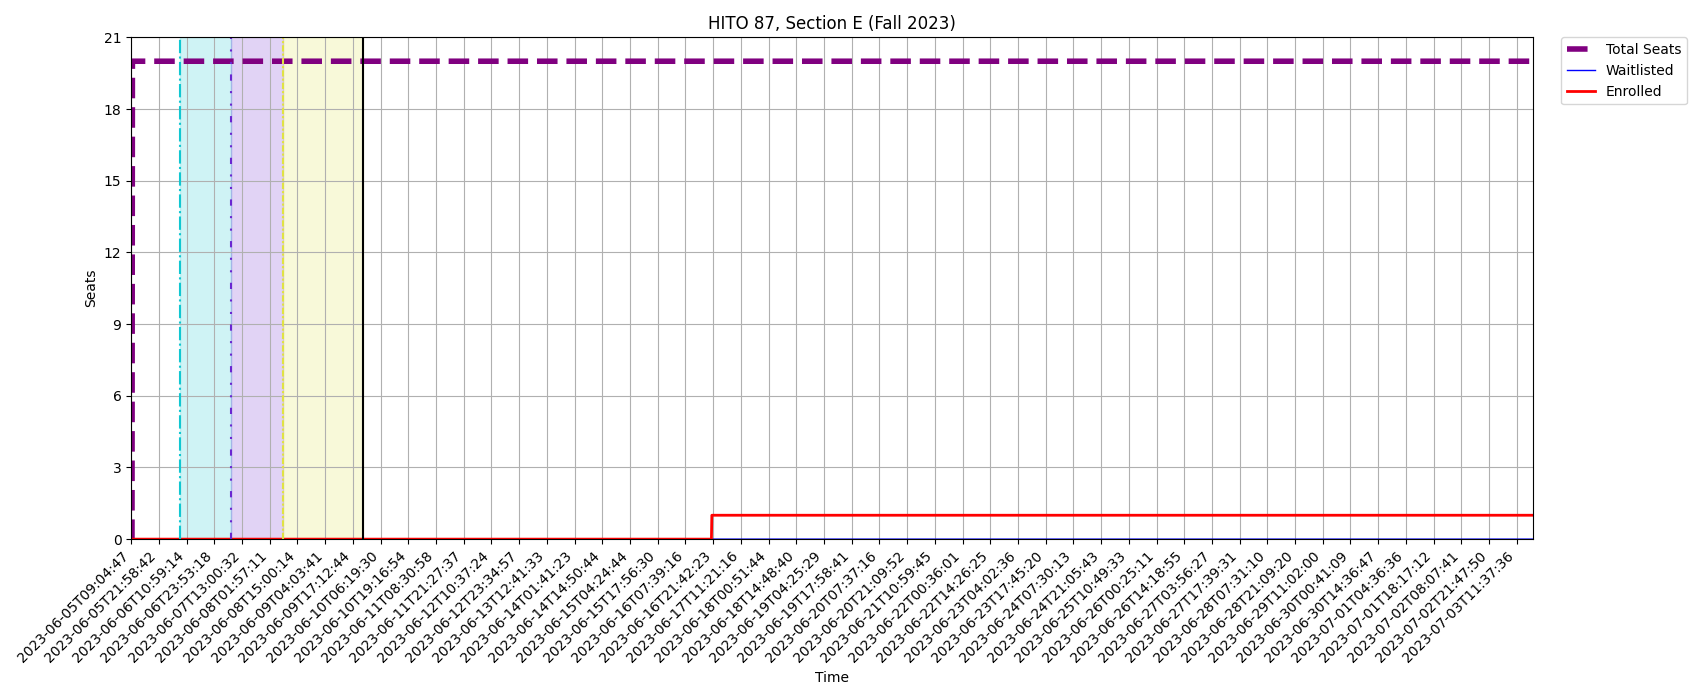 HITO 87, Section E (Fall 2023)
Total Seats
Waitlisted
Enrolled
21
18
15
12
9
6
3
0
Seats
2023-06-05T09:04:47
2023-06-05T21:58:42
2023-06-06T10:59:14
2023-06-06T23:53:18
2023-06-07T13:00:32
2023-06-08T01:57:11
2023-06-08T15:00:14
2023-06-09T04:03:41
2023-06-09T17:12:44
2023-06-10T06:19:30
2023-06-10T19:16:54
2023-06-11T08:30:58
2023-06-11T21:27:37
2023-06-12T10:37:24
2023-06-12T23:34:57
2023-06-13T12:41:33
2023-06-14T01:41:23
2023-06-14T14:50:44
2023-06-15T04:24:44
2023-06-15T17:56:30
2023-06-16T07:39:16
2023-06-16T21:42:23
2023-06-17T11:21:16
2023-06-18T00:51:44
2023-06-18T14:48:40
2023-06-19T04:25:29
2023-06-19T17:58:41
2023-06-20T07:37:16
2023-06-20T21:09:52
2023-06-21T10:59:45
2023-06-22T00:36:01
2023-06-22T14:26:25
2023-06-23T04:02:36
2023-06-23T17:45:20
2023-06-24T07:30:13
2023-06-24T21:05:43
2023-06-25T10:49:33
2023-06-26T00:25:11
2023-06-26T14:18:55
2023-06-27T03:56:27
2023-06-27T17:39:31
2023-06-28T07:31:10
2023-06-28T21:09:20
2023-06-29T11:02:00
2023-06-30T00:41:09
2023-06-30T14:36:47
2023-07-01T04:36:36
2023-07-01T18:17:12
2023-07-02T08:07:41
2023-07-02T21:47:50
2023-07-03T11:37:36
Time